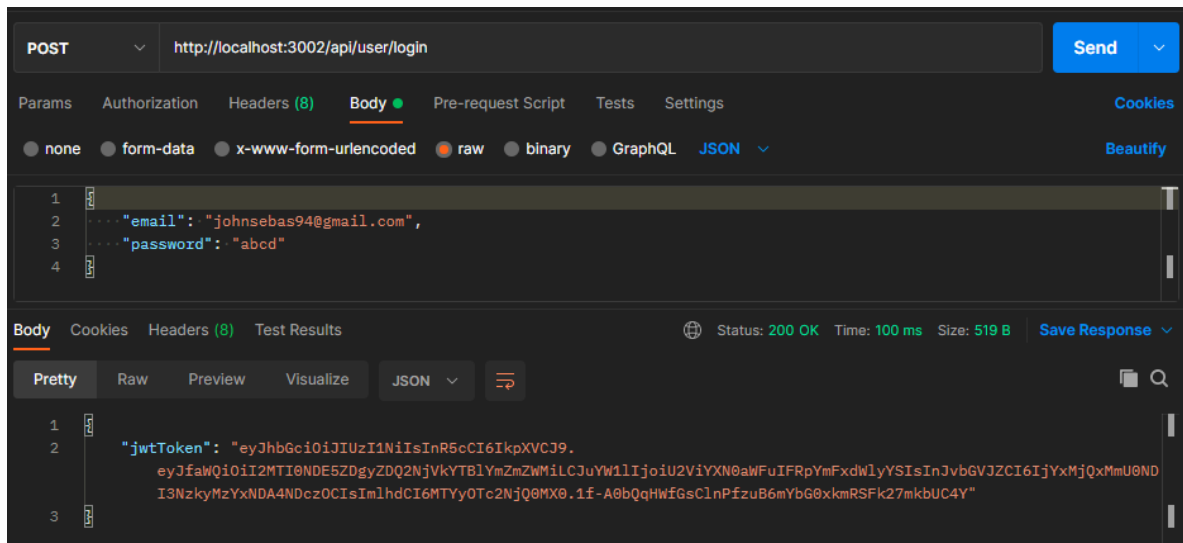 POST http://localhost:3002/api/user/login Send
Params Authorization Headers (8) Body Pre-request Script Tests Settings Cookies
none form-data x-www-form-urlencoded raw binary GraphQL JSON Beautify
1 {
2 ····"email":·"johnsebas94@gmail.com",
3 ····"password":·"abcd"
4 }
Body Cookies Headers (8) Test Results Status: 200 OK Time: 100 ms Size: 519 B Save Response
Pretty Raw Preview Visualize JSON
1 {
2 "jwtToken": "eyJhbGciOiJIUzI1NiIsInR5cCI6IkpXVCJ9.
eyJfaWQiOiI2MTI0NDE5ZDgyZDQ2NjVkYTBlYmZmZWMiLCJuYW1lIjoiU2ViYXN0aWFuIFRpYmFxdWlyYSIsInJvbGVJZCI6IjYxMjQxMmU0ND
I3NzkyMzYxNDA4NDczOCIsImlhdCI6MTYyOTc2NjQ0MX0.1f-A0bQqHWfGsClnPfzuB6mYbG0xkmRSFk27mkbUC4Y"
3 }